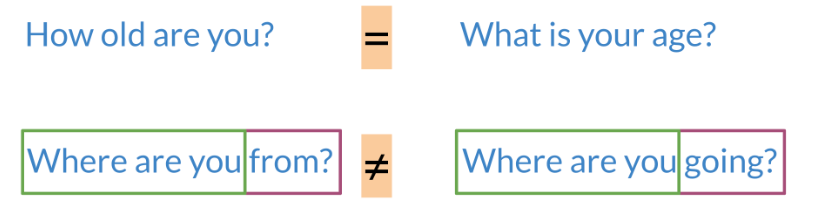 How old are you? = What is your age?
Where are you from? ≠ Where are you going?